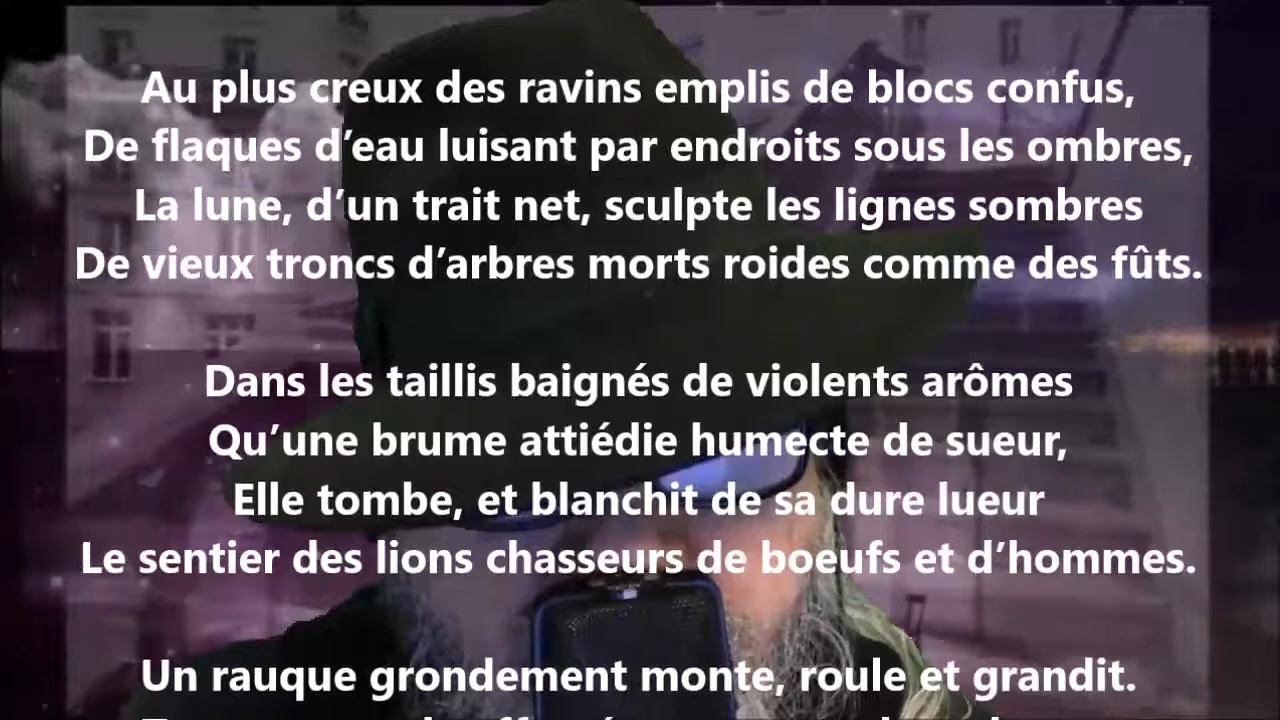 Au plus creux des ravins emplis de blocs confus,
De flaques d’eau luisant par endroits sous les ombres,
La lune, d’un trait net, sculpte les lignes sombres
De vieux troncs d’arbres morts roides comme des fûts.
Dans les taillis baignés de violents arômes
Qu’une brume attiédie humecte de sueur,
Elle tombe, et blanchit de sa dure lueur
Le sentier des lions chasseurs de boeufs et d’hommes.
Un rauque grondement monte, roule et grandit.